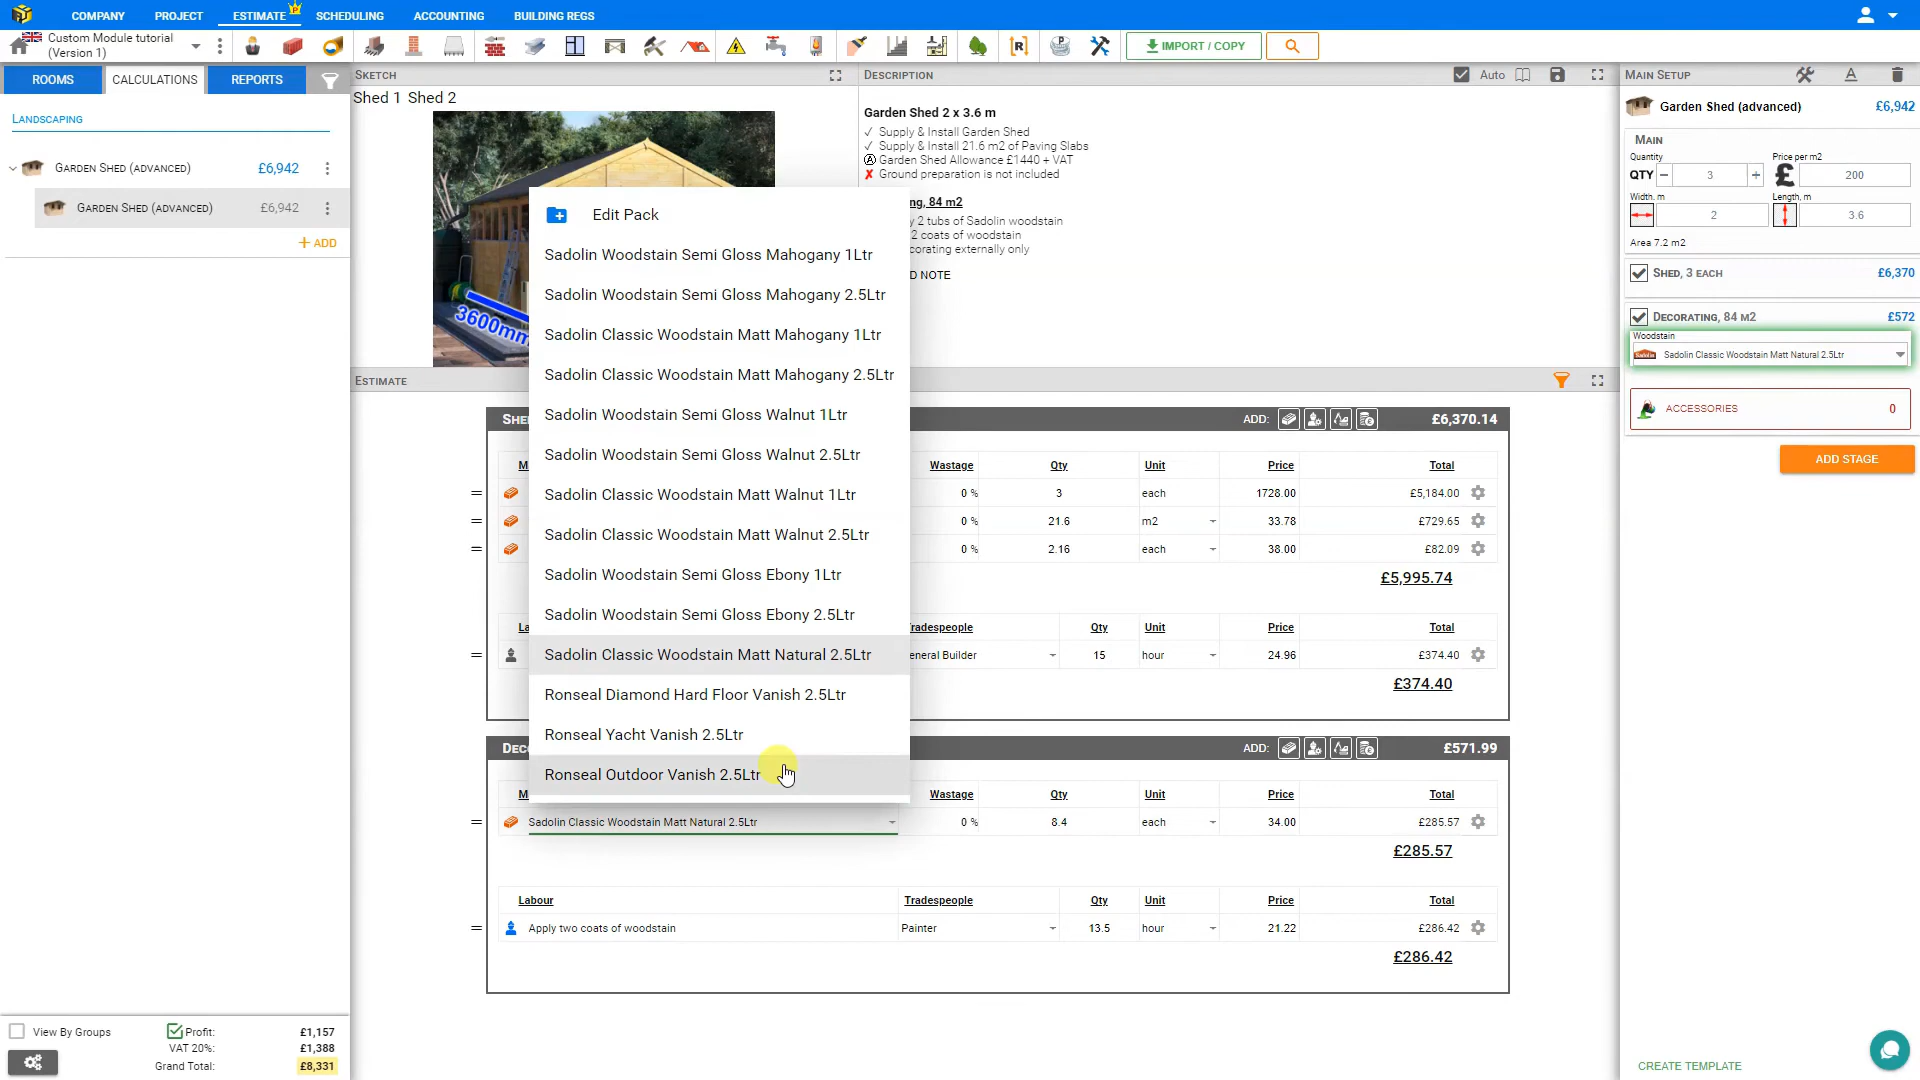 COMPANY PROJECT ESTIMATE SCHEDULING ACCOUNTING BUILDING REGS
Custom Module tutorial
(Version 1)
IMPORT / COPY
ROOMS CALCULATIONS REPORTS
LANDSCAPING
GARDEN SHED (ADVANCED) £6,942
GARDEN SHED (ADVANCED) £6,942
ADD
View By Groups
Profit: £1,157
VAT 20%: £1,388
Grand Total: £8,331
SKETCH
Shed 1 Shed 2
3600mm
DESCRIPTION
Auto
Garden Shed 2 x 3.6 m
✓ Supply & Install Garden Shed
✓ Supply & Install 21.6 m2 of Paving Slabs
Ⓐ Garden Shed Allowance £1440 + VAT
✗ Ground preparation is not included
ng, 84 m2
y 2 tubs of Sadolin woodstain
2 coats of woodstain
corating externally only
D NOTE
Edit Pack
Sadolin Woodstain Semi Gloss Mahogany 1Ltr
Sadolin Woodstain Semi Gloss Mahogany 2.5Ltr
Sadolin Classic Woodstain Matt Mahogany 1Ltr
Sadolin Classic Woodstain Matt Mahogany 2.5Ltr
Sadolin Woodstain Semi Gloss Walnut 1Ltr
Sadolin Woodstain Semi Gloss Walnut 2.5Ltr
Sadolin Classic Woodstain Matt Walnut 1Ltr
Sadolin Classic Woodstain Matt Walnut 2.5Ltr
Sadolin Woodstain Semi Gloss Ebony 1Ltr
Sadolin Woodstain Semi Gloss Ebony 2.5Ltr
Sadolin Classic Woodstain Matt Natural 2.5Ltr
Ronseal Diamond Hard Floor Vanish 2.5Ltr
Ronseal Yacht Vanish 2.5Ltr
Ronseal Outdoor Vanish 2.5Ltr
ESTIMATE
SHE ADD: £6,370.14
M Wastage Qty Unit Price Total
= 0 % 3 each 1728.00 £5,184.00
= 0 % 21.6 m2 33.78 £729.65
= 0 % 2.16 each 38.00 £82.09
£5,995.74
La radespeople Qty Unit Price Total
= eneral Builder 15 hour 24.96 £374.40
£374.40
DEC ADD: £571.99
M Wastage Qty Unit Price Total
= Sadolin Classic Woodstain Matt Natural 2.5Ltr 0 % 8.4 each 34.00 £285.57
£285.57
Labour Tradespeople Qty Unit Price Total
= Apply two coats of woodstain Painter 13.5 hour 21.22 £286.42
£286.42
MAIN SETUP
Garden Shed (advanced) £6,942
MAIN
Quantity Price per m2
QTY − 3 + £ 200
Width, m Length, m
2 3.6
Area 7.2 m2
SHED, 3 EACH £6,370
DECORATING, 84 M2 £572
Woodstain
Sadolin Sadolin Classic Woodstain Matt Natural 2.5Ltr
ACCESSORIES 0
ADD STAGE
CREATE TEMPLATE